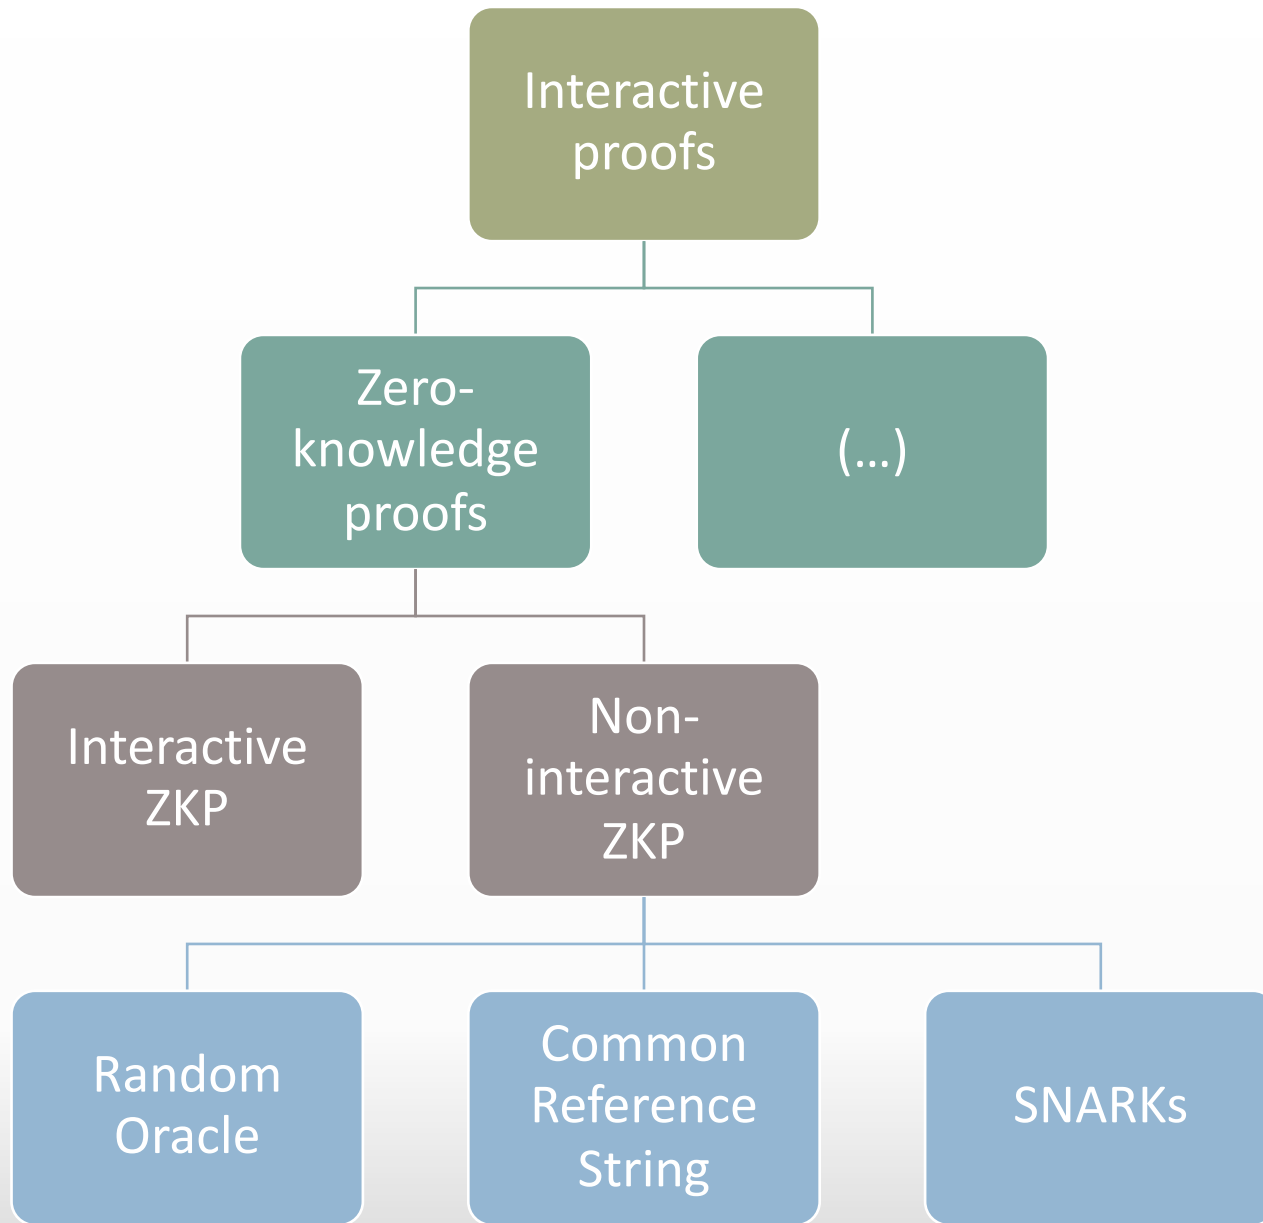 Interactive
proofs
Zero-
knowledge
proofs
(...)
Interactive
ZKP
Non-
interactive
ZKP
Random
Oracle
Common
Reference
String
SNARKs